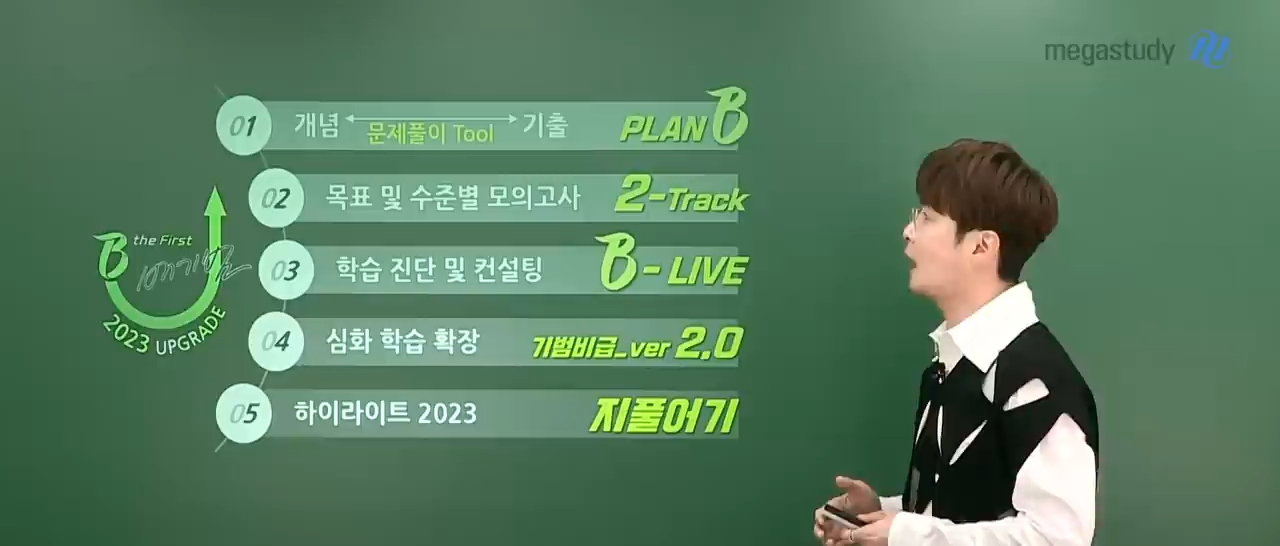 megastudy
01 개념 문제풀이 Tool 기출 PLAN B
02 목표 및 수준별 모의고사 2-Track
03 학습 진단 및 컨설팅 B-LIVE
04 심화 학습 확장 기범비급_ver 2.0
05 하이라이트 2023 지풀어기
B the First
2023 UPGRADE